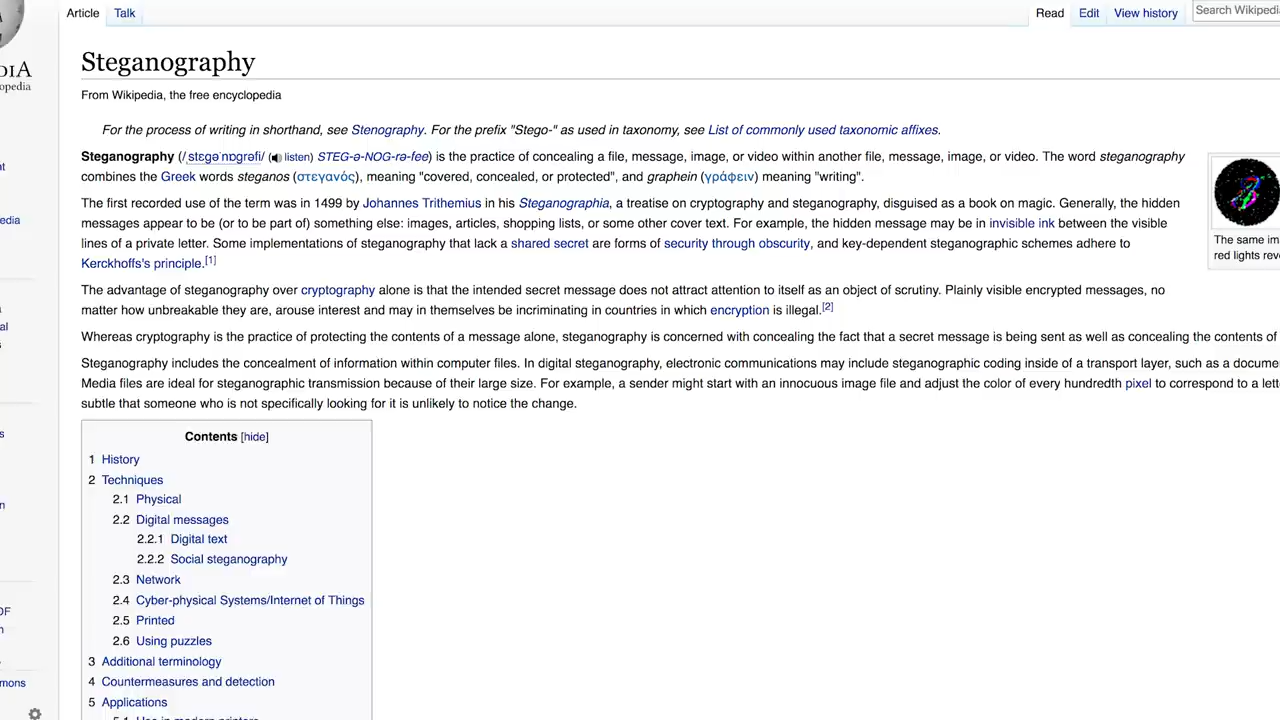 Article Talk Read Edit View history Search Wikipedi
Steganography
From Wikipedia, the free encyclopedia
For the process of writing in shorthand, see Stenography. For the prefix "Stego-" as used in taxonomy, see List of commonly used taxonomic affixes.
Steganography (/ˌstɛɡəˈnɒɡrəfi/ (listen) STEG-ə-NOG-rə-fee) is the practice of concealing a file, message, image, or video within another file, message, image, or video. The word steganography
combines the Greek words steganos (στεγανός), meaning "covered, concealed, or protected", and graphein (γράφειν) meaning "writing".
The first recorded use of the term was in 1499 by Johannes Trithemius in his Steganographia, a treatise on cryptography and steganography, disguised as a book on magic. Generally, the hidden
messages appear to be (or to be part of) something else: images, articles, shopping lists, or some other cover text. For example, the hidden message may be in invisible ink between the visible
lines of a private letter. Some implementations of steganography that lack a shared secret are forms of security through obscurity, and key-dependent steganographic schemes adhere to
Kerckhoffs's principle.[1]
The same im
red lights reve
The advantage of steganography over cryptography alone is that the intended secret message does not attract attention to itself as an object of scrutiny. Plainly visible encrypted messages, no
matter how unbreakable they are, arouse interest and may in themselves be incriminating in countries in which encryption is illegal.[2]
Whereas cryptography is the practice of protecting the contents of a message alone, steganography is concerned with concealing the fact that a secret message is being sent as well as concealing the contents of
Steganography includes the concealment of information within computer files. In digital steganography, electronic communications may include steganographic coding inside of a transport layer, such as a docume
Media files are ideal for steganographic transmission because of their large size. For example, a sender might start with an innocuous image file and adjust the color of every hundredth pixel to correspond to a lett
subtle that someone who is not specifically looking for it is unlikely to notice the change.
Contents [hide]
1 History
2 Techniques
2.1 Physical
2.2 Digital messages
2.2.1 Digital text
2.2.2 Social steganography
2.3 Network
2.4 Cyber-physical Systems/Internet of Things
2.5 Printed
2.6 Using puzzles
3 Additional terminology
4 Countermeasures and detection
5 Applications
5.1 Use in modern printers